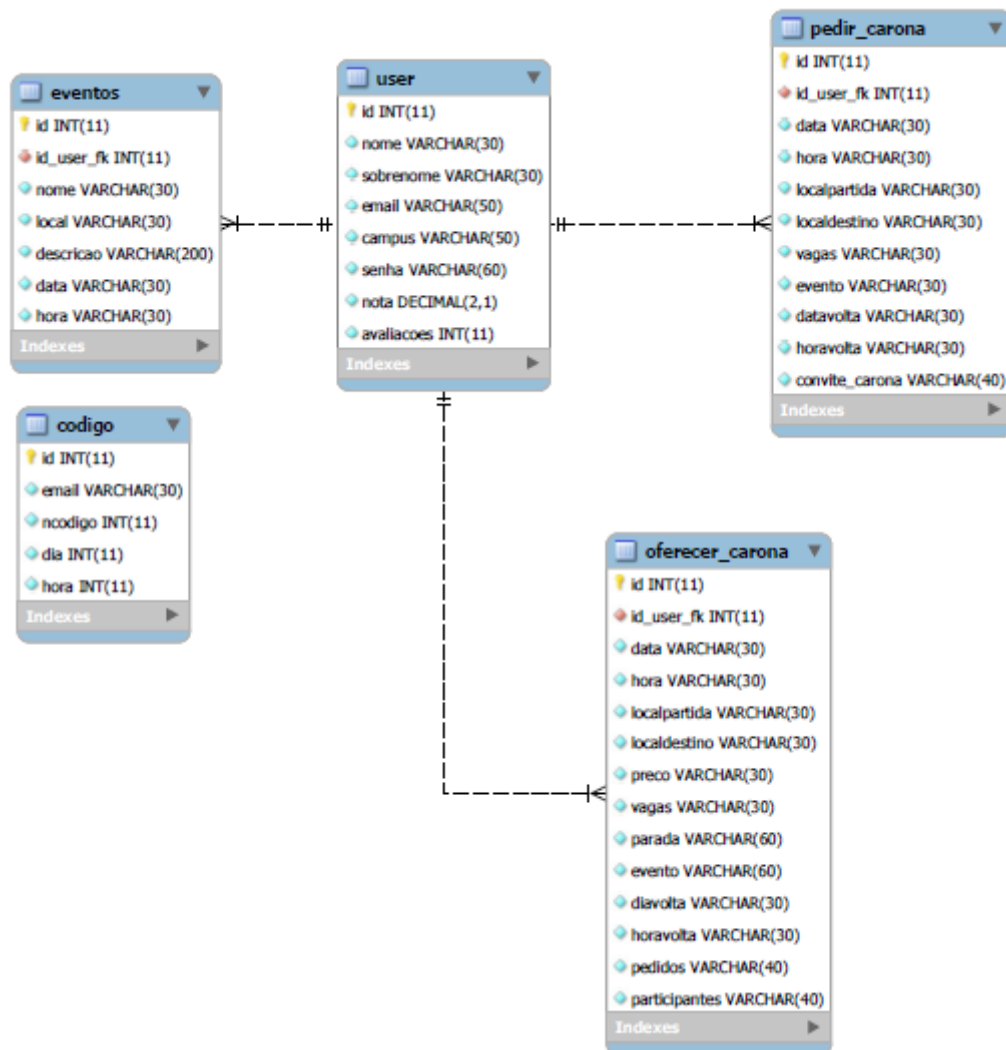 eventos
id INT(11)
id_user_fk INT(11)
nome VARCHAR(30)
local VARCHAR(30)
descricao VARCHAR(200)
data VARCHAR(30)
hora VARCHAR(30)
Indexes
user
id INT(11)
nome VARCHAR(30)
sobrenome VARCHAR(30)
email VARCHAR(50)
campus VARCHAR(50)
senha VARCHAR(60)
nota DECIMAL(2,1)
avaliacoes INT(11)
Indexes
pedir_carona
id INT(11)
id_user_fk INT(11)
data VARCHAR(30)
hora VARCHAR(30)
localpartida VARCHAR(30)
localdestino VARCHAR(30)
vagas VARCHAR(30)
evento VARCHAR(30)
datavolta VARCHAR(30)
horavolta VARCHAR(30)
convite_carona VARCHAR(40)
Indexes
codigo
id INT(11)
email VARCHAR(30)
ncodigo INT(11)
dia INT(11)
hora INT(11)
Indexes
oferecer_carona
id INT(11)
id_user_fk INT(11)
data VARCHAR(30)
hora VARCHAR(30)
localpartida VARCHAR(30)
localdestino VARCHAR(30)
preco VARCHAR(30)
vagas VARCHAR(30)
parada VARCHAR(60)
evento VARCHAR(60)
diavolta VARCHAR(30)
horavolta VARCHAR(30)
pedidos VARCHAR(40)
participantes VARCHAR(40)
Indexes